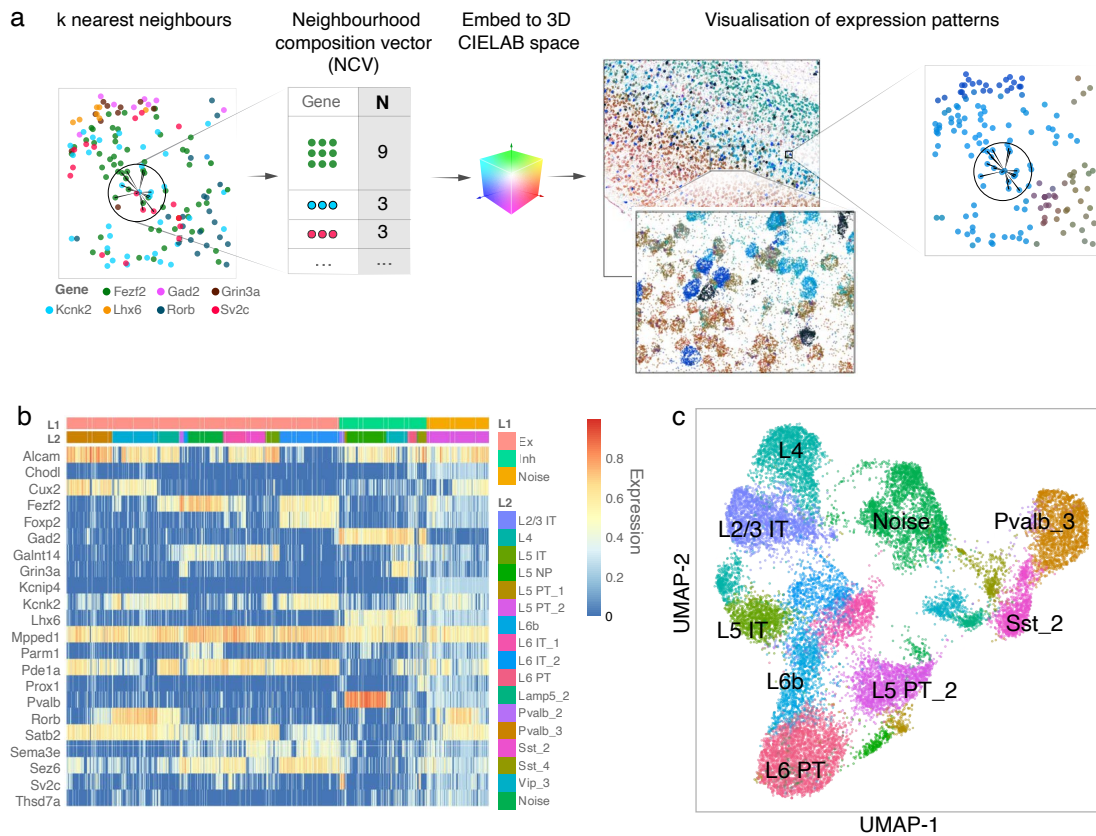 a
k nearest neighbours
Neighbourhood
composition vector
(NCV)
Embed to 3D
CIELAB space
Visualisation of expression patterns
Gene N
9
3
3
... ...
Gene Fezf2 Gad2 Grin3a
Kcnk2 Lhx6 Rorb Sv2c
b
L1
L2
Alcam
Chodl
Cux2
Fezf2
Foxp2
Gad2
Galnt14
Grin3a
Kcnip4
Kcnk2
Lhx6
Mpped1
Parm1
Pde1a
Prox1
Pvalb
Rorb
Satb2
Sema3e
Sez6
Sv2c
Thsd7a
L1
Ex
Inh
Noise
L2
L2/3 IT
L4
L5 IT
L5 NP
L5 PT_1
L5 PT_2
L6b
L6 IT_1
L6 IT_2
L6 PT
Lamp5_2
Pvalb_2
Pvalb_3
Sst_2
Sst_4
Vip_3
Noise
0.8
0.6
0.4
0.2
0
Expression
c
L4
L2/3 IT
Noise
Pvalb_3
L5 IT
Sst_2
L6b
L5 PT_2
L6 PT
UMAP-2
UMAP-1